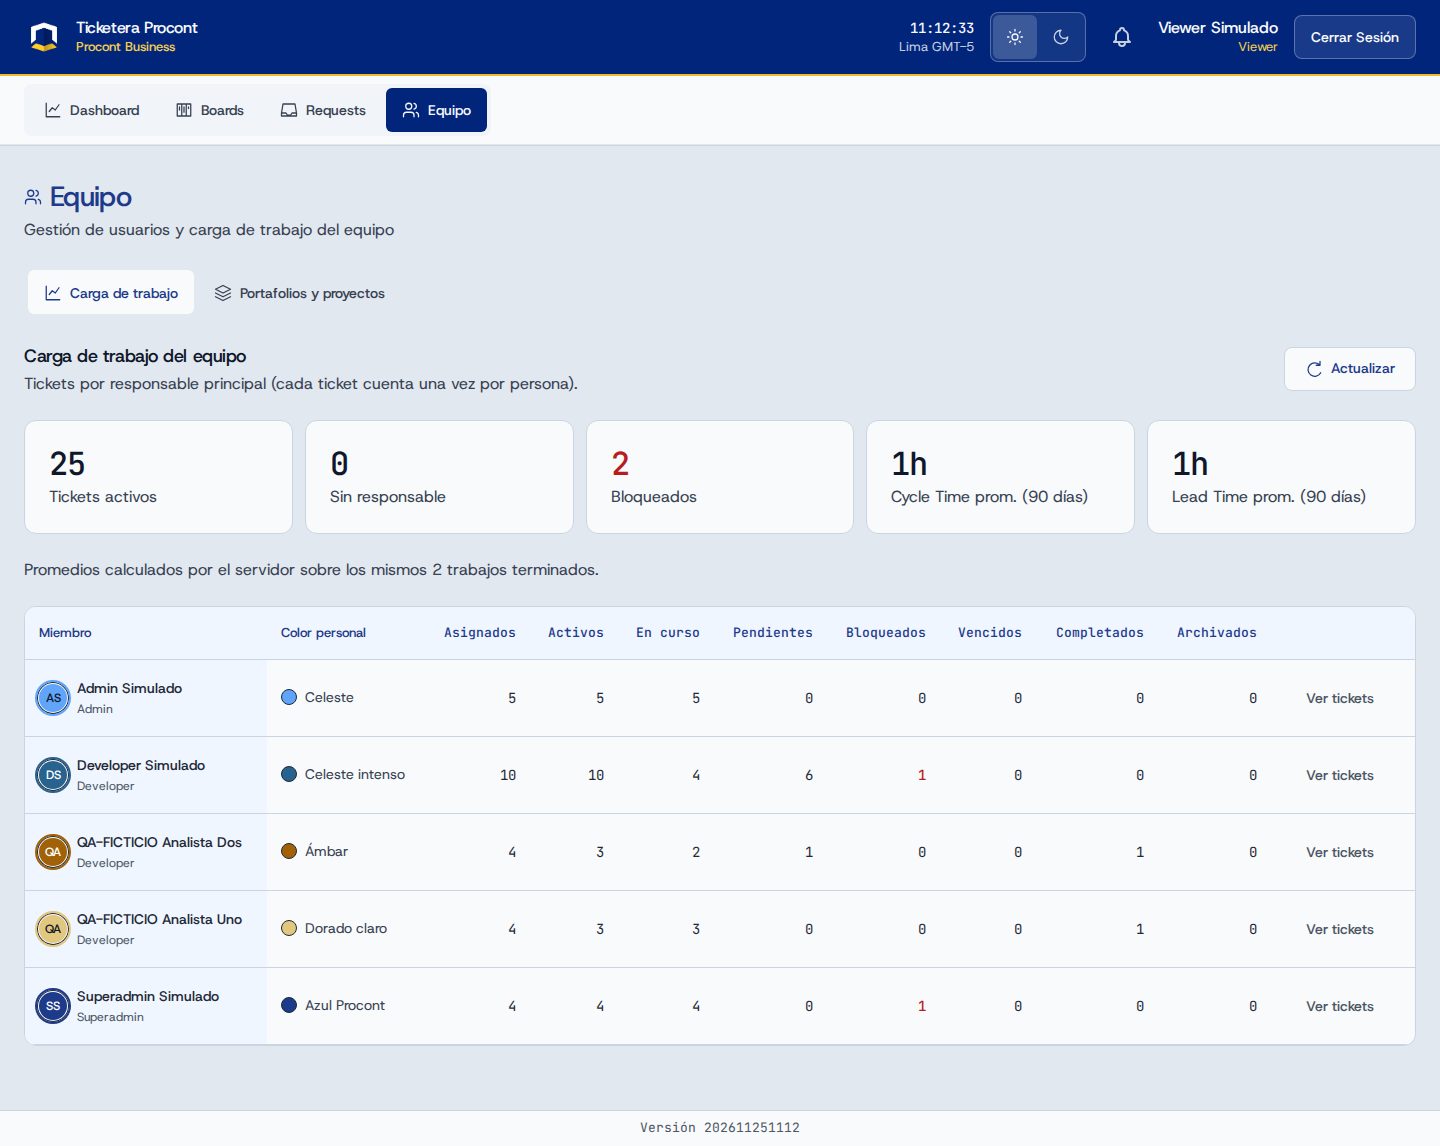 Ticketera Procont
Procont Business
11:12:33
Lima GMT-5
Viewer Simulado
Viewer
Cerrar Sesión
Dashboard
Boards
Requests
Equipo
Equipo
Gestión de usuarios y carga de trabajo del equipo
Carga de trabajo
Portafolios y proyectos
Carga de trabajo del equipo
Tickets por responsable principal (cada ticket cuenta una vez por persona).
Actualizar
25
Tickets activos
0
Sin responsable
2
Bloqueados
1h
Cycle Time prom. (90 días)
1h
Lead Time prom. (90 días)
Promedios calculados por el servidor sobre los mismos 2 trabajos terminados.
Miembro Color personal Asignados Activos En curso Pendientes Bloqueados Vencidos Completados Archivados
AS Admin Simulado Celeste 5 5 5 0 0 0 0 0 Ver tickets
Admin
DS Developer Simulado Celeste intenso 10 10 4 6 1 0 0 0 Ver tickets
Developer
QA QA-FICTICIO Analista Dos Ámbar 4 3 2 1 0 0 1 0 Ver tickets
Developer
QA QA-FICTICIO Analista Uno Dorado claro 4 3 3 0 0 0 1 0 Ver tickets
Developer
SS Superadmin Simulado Azul Procont 4 4 4 0 1 0 0 0 Ver tickets
Superadmin
Versión 202611251112